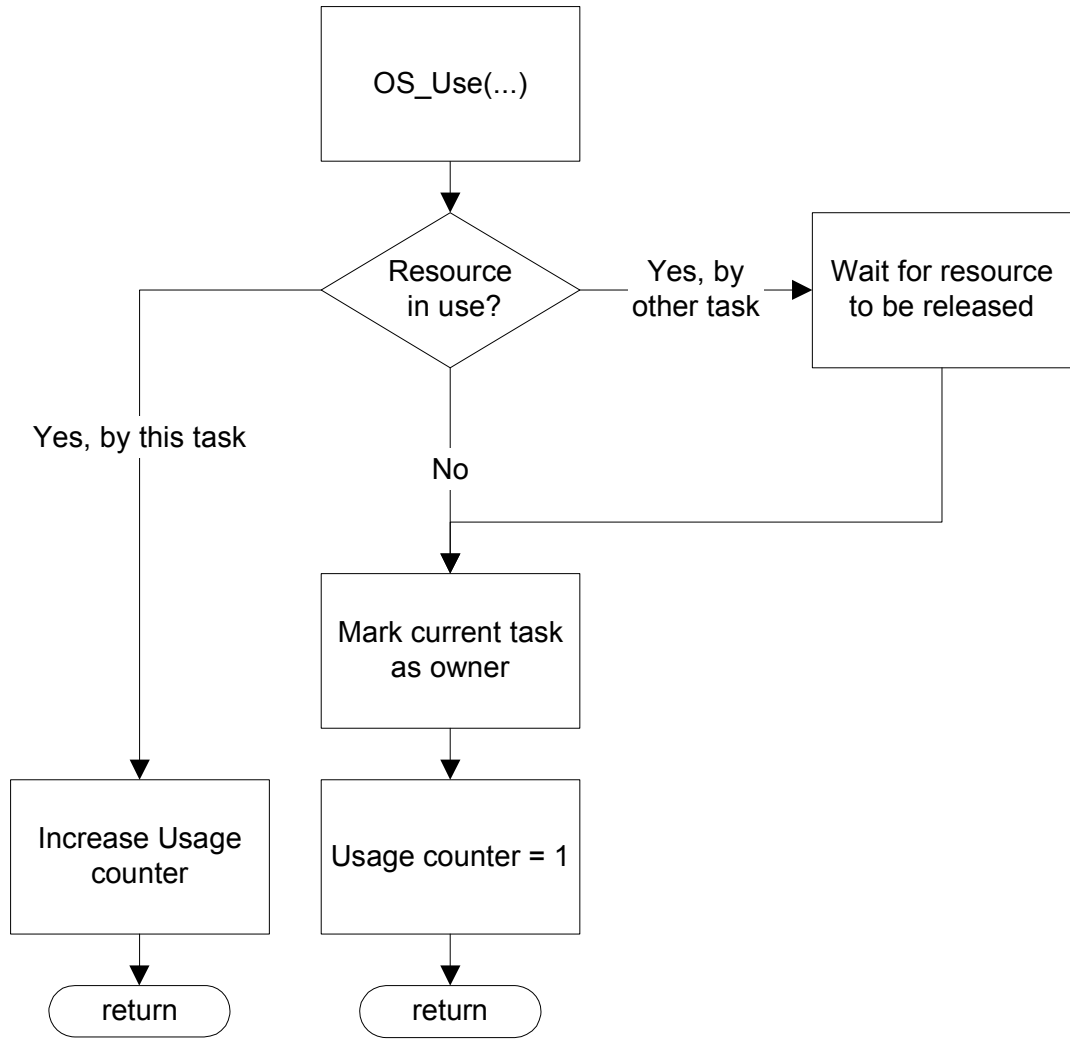 OS_Use(...)
Resource
in use?
Yes, by
other task
Wait for resource
to be released
Yes, by this task
No
Mark current task
as owner
Increase Usage
counter
Usage counter = 1
return
return